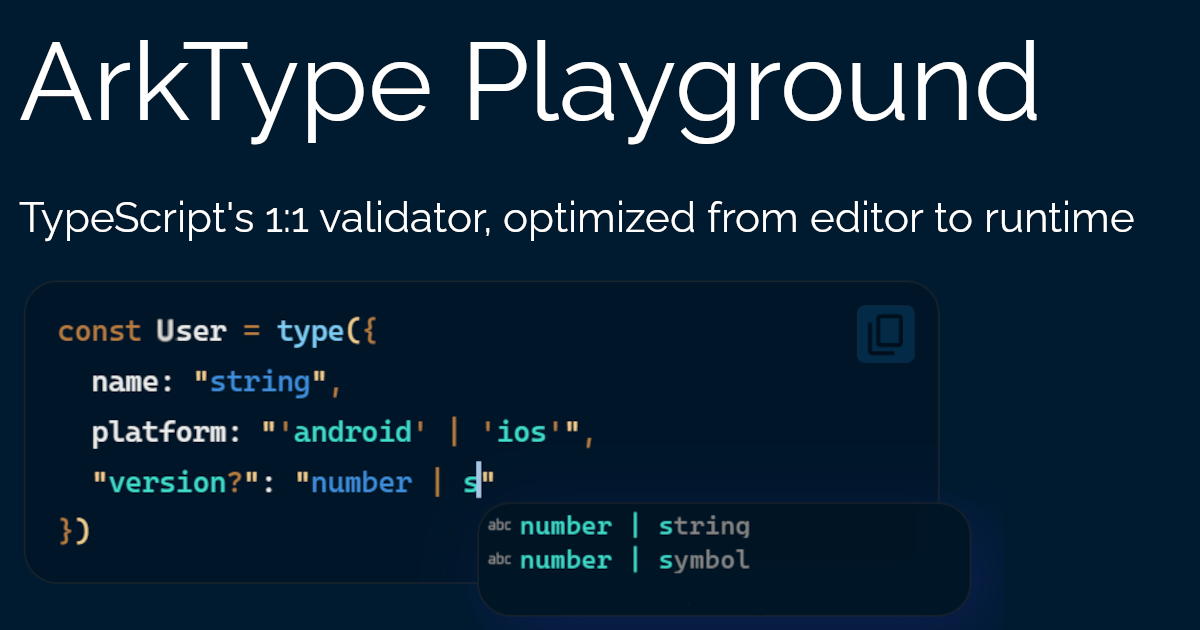 ArkType Playground
TypeScript's 1:1 validator, optimized from editor to runtime
const User = type({
name: "string",
platform: "'android' | 'ios'",
"version?": "number | s"
})
abc number | string
abc number | symbol